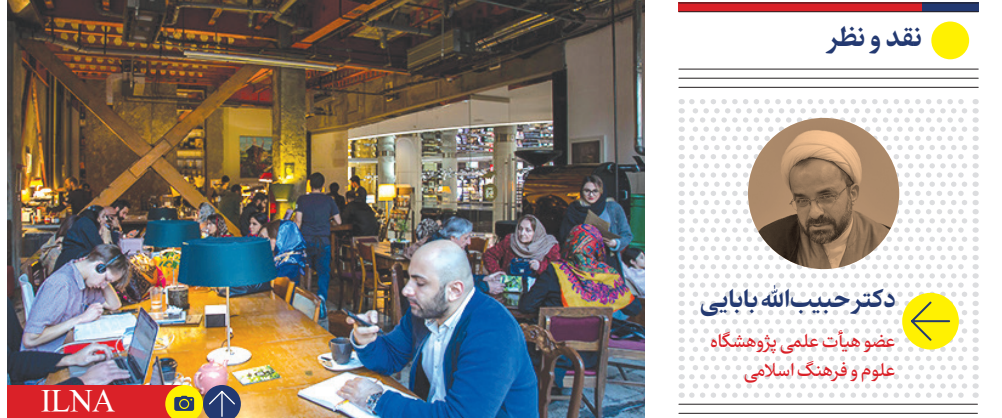 نقد و نظر
دکتر حبیب‌الله بابایی
عضو هیأت علمی پژوهشگاه
علوم و فرهنگ اسلامی
ILNA